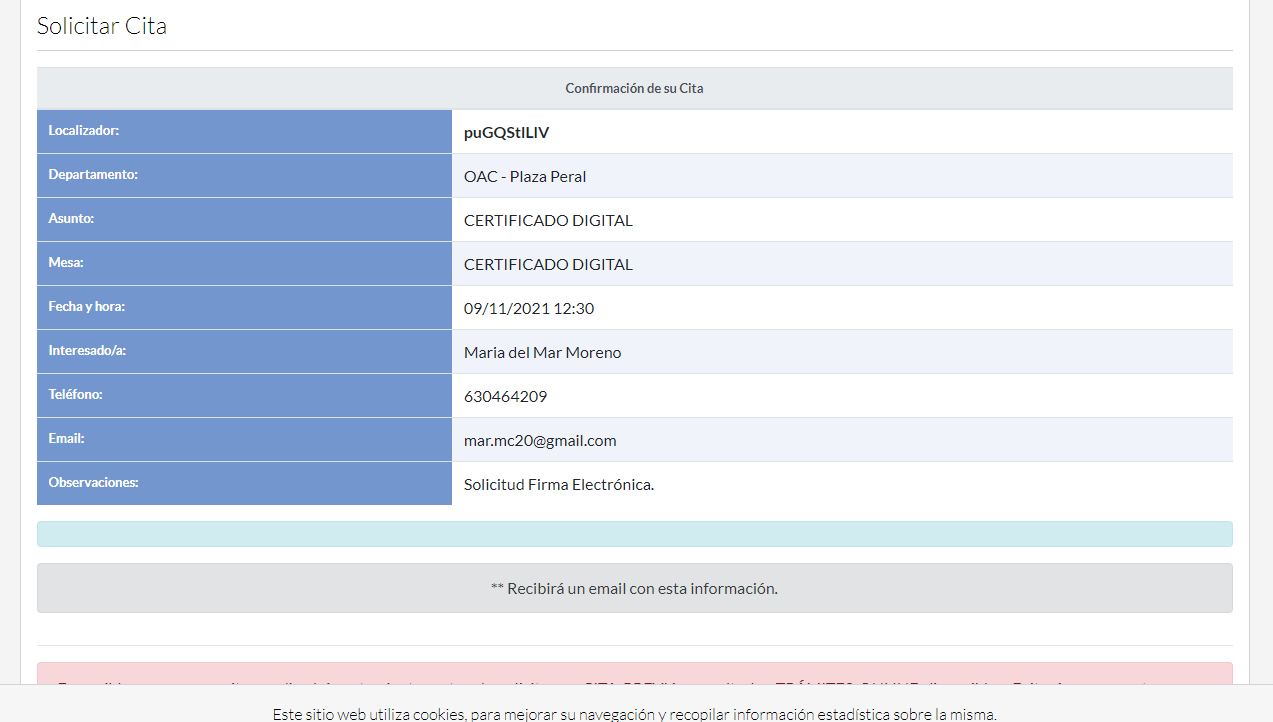 Solicitar Cita
Confirmación de su Cita
Localizador: puGQStlLIV
Departamento: OAC - Plaza Peral
Asunto: CERTIFICADO DIGITAL
Mesa: CERTIFICADO DIGITAL
Fecha y hora: 09/11/2021 12:30
Interesado/a: Maria del Mar Moreno
Teléfono: 630464209
Email: mar.mc20@gmail.com
Observaciones: Solicitud Firma Electrónica.
** Recibirá un email con esta información.
Este sitio web utiliza cookies, para mejorar su navegación y recopilar información estadística sobre la misma.